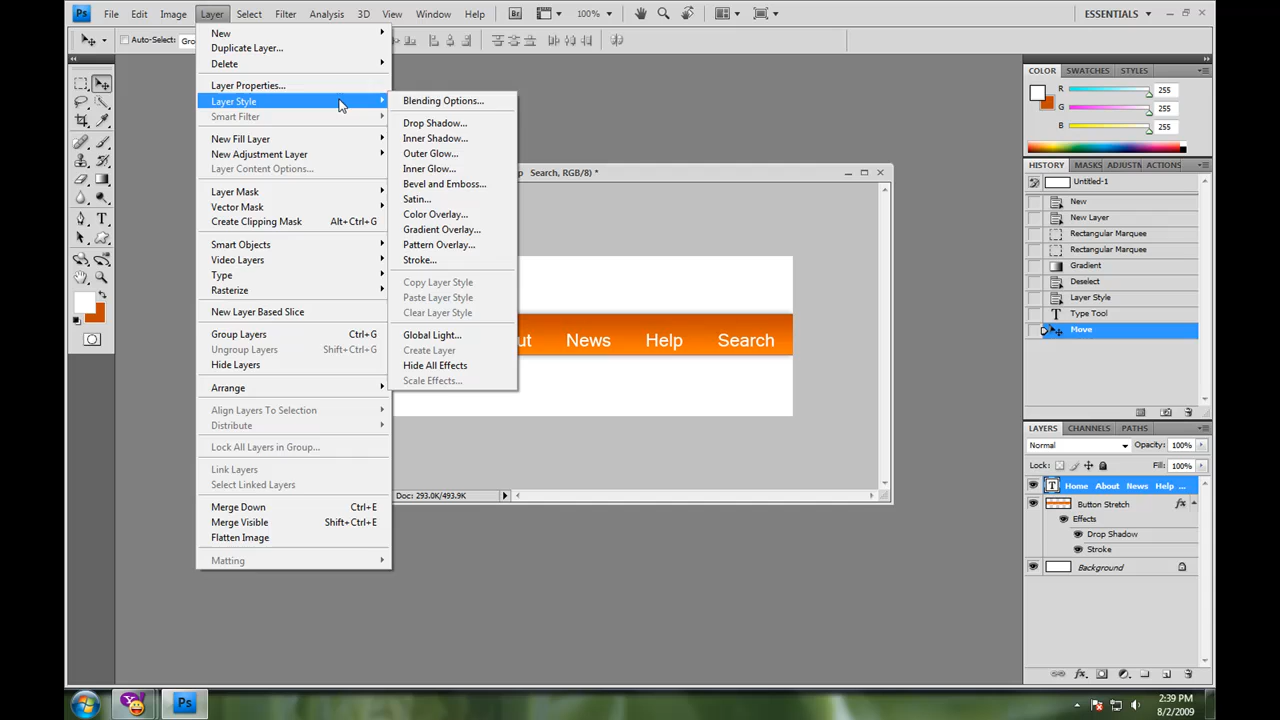 Ps File Edit Image Layer Select Filter Analysis 3D View Window Help Br 100% ESSENTIALS
Auto-Select:
New
Duplicate Layer...
Delete
Layer Properties...
Layer Style
Smart Filter
New Fill Layer
New Adjustment Layer
Layer Content Options...
Layer Mask
Vector Mask
Create Clipping Mask Alt+Ctrl+G
Smart Objects
Video Layers
Type
Rasterize
New Layer Based Slice
Group Layers Ctrl+G
Ungroup Layers Shift+Ctrl+G
Hide Layers
Arrange
Align Layers To Selection
Distribute
Lock All Layers in Group...
Link Layers
Select Linked Layers
Merge Down Ctrl+E
Merge Visible Shift+Ctrl+E
Flatten Image
Matting
Blending Options...
Drop Shadow...
Inner Shadow...
Outer Glow...
Inner Glow...
Bevel and Emboss...
Satin...
Color Overlay...
Gradient Overlay...
Pattern Overlay...
Stroke...
Copy Layer Style
Paste Layer Style
Clear Layer Style
Global Light...
Create Layer
Hide All Effects
Scale Effects...
Search, RGB/8) *
News Help Search
Doc: 293.0K/493.9K
COLOR SWATCHES STYLES
R 255
G 255
B 255
HISTORY MASKS ADJUSTM ACTIONS
Untitled-1
New
New Layer
Rectangular Marquee
Rectangular Marquee
Gradient
Deselect
Layer Style
Type Tool
Move
LAYERS CHANNELS PATHS
Normal Opacity: 100%
Lock: Fill: 100%
T Home About News Help ...
Button Stretch fx
Effects
Drop Shadow
Stroke
Background
Ps 2:39 PM
8/2/2009